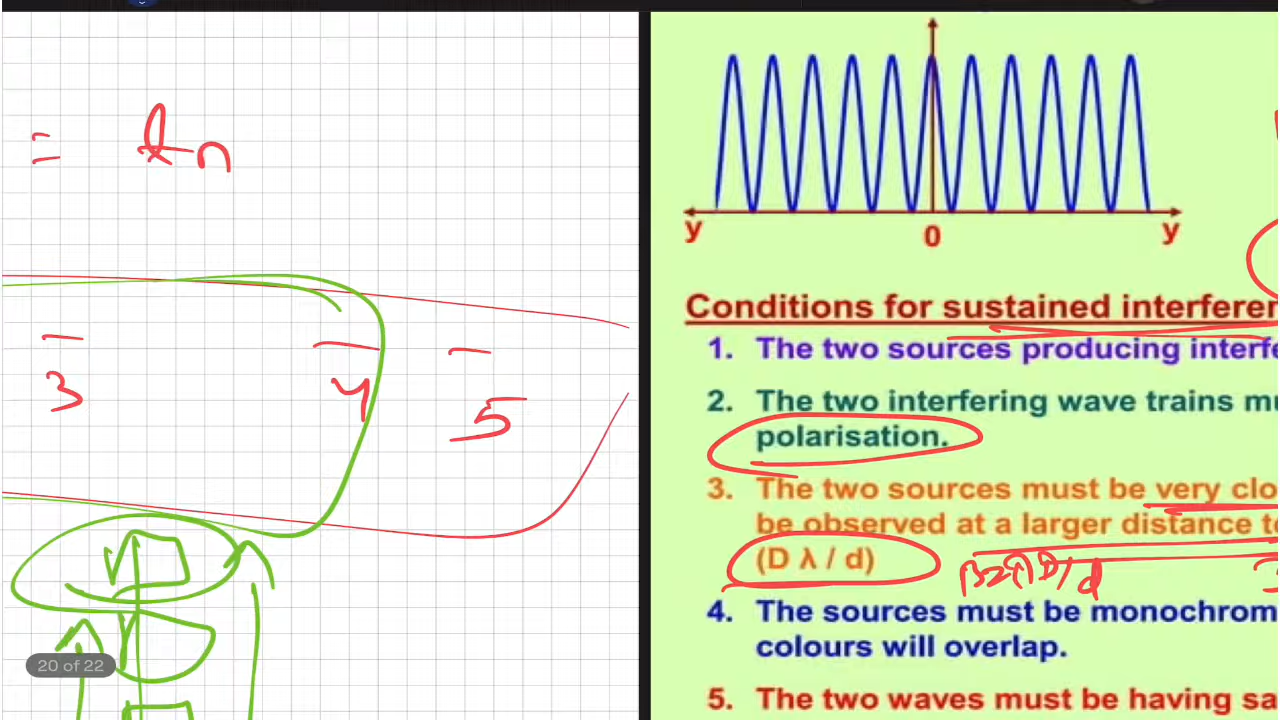 = ln
3
4
5
20 of 22
y 0 y
Conditions for sustained interferen
1. The two sources producing interfe
2. The two interfering wave trains mu
polarisation.
3. The two sources must be very clo
be observed at a larger distance to
(D λ / d)
β=λD/d
4. The sources must be monochrom
colours will overlap.
5. The two waves must be having sa